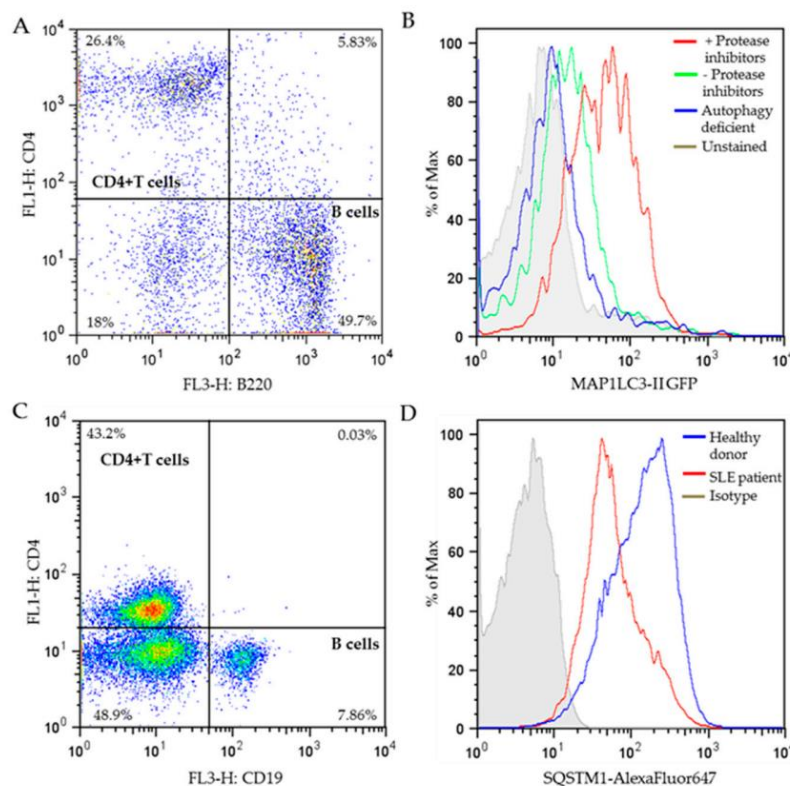 A
26.4%
5.83%
10⁴
10³
10²
10¹
10⁰
FL1-H: CD4
CD4+T cells
B cells
18%
49.7%
10⁰ 10¹ 10² 10³ 10⁴
FL3-H: B220
B
100
80
60
40
20
0
% of Max
+ Protease
inhibitors
- Protease
inhibitors
Autophagy
deficient
Unstained
10⁰ 10¹ 10² 10³ 10⁴
MAP1LC3-II GFP
C
43.2%
0.03%
10⁴
10³
10²
10¹
10⁰
FL1-H: CD4
CD4+T cells
B cells
48.9%
7.86%
10⁰ 10¹ 10² 10³ 10⁴
FL3-H: CD19
D
100
80
60
40
20
0
% of Max
Healthy
donor
SLE patient
Isotype
10⁰ 10¹ 10² 10³ 10⁴
SQSTM1-AlexaFluor647